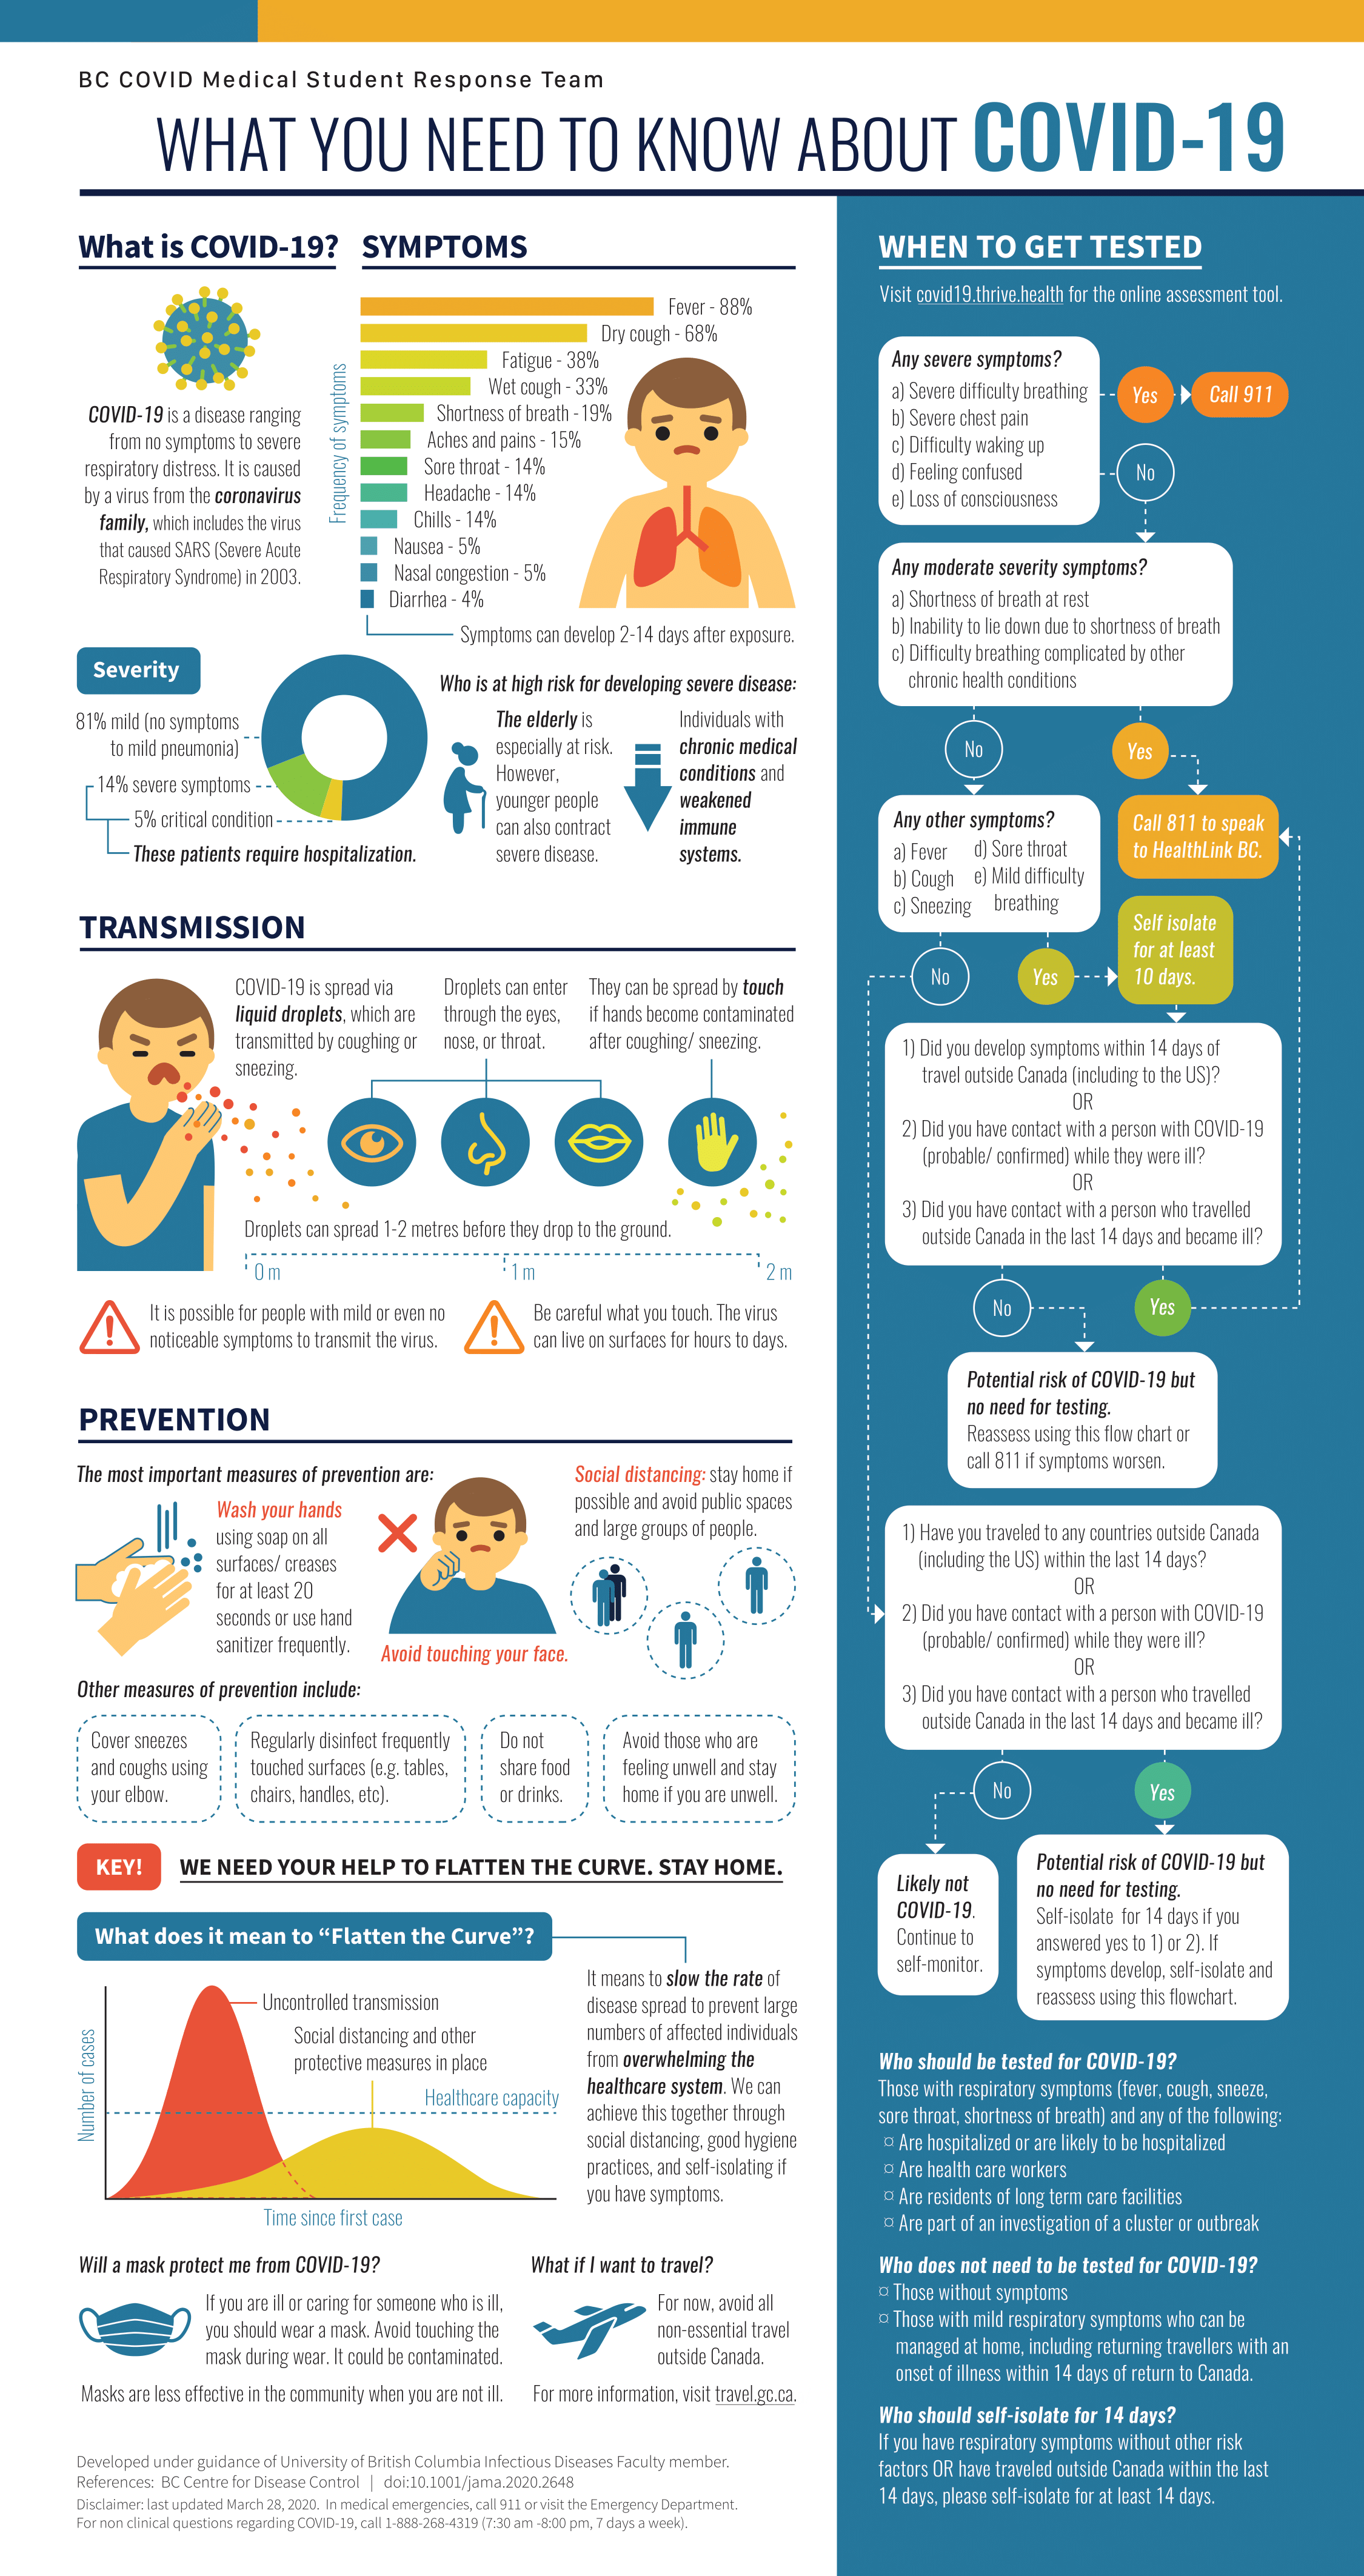 BC COVID Medical Student Response Team
WHAT YOU NEED TO KNOW ABOUT COVID-19
What is COVID-19?
COVID-19 is a disease ranging
from no symptoms to severe
respiratory distress. It is caused
by a virus from the coronavirus
family, which includes the virus
that caused SARS (Severe Acute
Respiratory Syndrome) in 2003.
SYMPTOMS
Frequency of symptoms
Fever - 88%
Dry cough - 68%
Fatigue - 38%
Wet cough - 33%
Shortness of breath - 19%
Aches and pains - 15%
Sore throat - 14%
Headache - 14%
Chills - 14%
Nausea - 5%
Nasal congestion - 5%
Diarrhea - 4%
Symptoms can develop 2-14 days after exposure.
Severity
81% mild (no symptoms
to mild pneumonia)
14% severe symptoms
5% critical condition
These patients require hospitalization.
Who is at high risk for developing severe disease:
The elderly is
especially at risk.
However,
younger people
can also contract
severe disease.
Individuals with
chronic medical
conditions and
weakened
immune
systems.
TRANSMISSION
COVID-19 is spread via
liquid droplets, which are
transmitted by coughing or
sneezing.
Droplets can enter
through the eyes,
nose, or throat.
They can be spread by touch
if hands become contaminated
after coughing/ sneezing.
Droplets can spread 1-2 metres before they drop to the ground.
0 m
1 m
2 m
It is possible for people with mild or even no
noticeable symptoms to transmit the virus.
Be careful what you touch. The virus
can live on surfaces for hours to days.
PREVENTION
The most important measures of prevention are:
Wash your hands
using soap on all
surfaces/ creases
for at least 20
seconds or use hand
sanitizer frequently.
Avoid touching your face.
Social distancing: stay home if
possible and avoid public spaces
and large groups of people.
Other measures of prevention include:
Cover sneezes
and coughs using
your elbow.
Regularly disinfect frequently
touched surfaces (e.g. tables,
chairs, handles, etc).
Do not
share food
or drinks.
Avoid those who are
feeling unwell and stay
home if you are unwell.
KEY!
WE NEED YOUR HELP TO FLATTEN THE CURVE. STAY HOME.
What does it mean to “Flatten the Curve”?
Number of cases
Uncontrolled transmission
Social distancing and other
protective measures in place
Healthcare capacity
Time since first case
It means to slow the rate of
disease spread to prevent large
numbers of affected individuals
from overwhelming the
healthcare system. We can
achieve this together through
social distancing, good hygiene
practices, and self-isolating if
you have symptoms.
Will a mask protect me from COVID-19?
If you are ill or caring for someone who is ill,
you should wear a mask. Avoid touching the
mask during wear. It could be contaminated.
Masks are less effective in the community when you are not ill.
What if I want to travel?
For now, avoid all
non-essential travel
outside Canada.
For more information, visit travel.gc.ca.
Developed under guidance of University of British Columbia Infectious Diseases Faculty member.
References: BC Centre for Disease Control | doi:10.1001/jama.2020.2648
Disclaimer: last updated March 28, 2020. In medical emergencies, call 911 or visit the Emergency Department.
For non clinical questions regarding COVID-19, call 1-888-268-4319 (7:30 am -8:00 pm, 7 days a week).
WHEN TO GET TESTED
Visit covid19.thrive.health for the online assessment tool.
Any severe symptoms?
a) Severe difficulty breathing
b) Severe chest pain
c) Difficulty waking up
d) Feeling confused
e) Loss of consciousness
Yes
Call 911
No
Any moderate severity symptoms?
a) Shortness of breath at rest
b) Inability to lie down due to shortness of breath
c) Difficulty breathing complicated by other
chronic health conditions
No
Yes
Any other symptoms?
a) Fever
b) Cough
c) Sneezing
d) Sore throat
e) Mild difficulty
breathing
Call 811 to speak
to HealthLink BC.
No
Yes
Self isolate
for at least
10 days.
1) Did you develop symptoms within 14 days of
travel outside Canada (including to the US)?
OR
2) Did you have contact with a person with COVID-19
(probable/ confirmed) while they were ill?
OR
3) Did you have contact with a person who travelled
outside Canada in the last 14 days and became ill?
No
Yes
Potential risk of COVID-19 but
no need for testing.
Reassess using this flow chart or
call 811 if symptoms worsen.
1) Have you traveled to any countries outside Canada
(including the US) within the last 14 days?
OR
2) Did you have contact with a person with COVID-19
(probable/ confirmed) while they were ill?
OR
3) Did you have contact with a person who travelled
outside Canada in the last 14 days and became ill?
No
Yes
Likely not
COVID-19.
Continue to
self-monitor.
Potential risk of COVID-19 but
no need for testing.
Self-isolate for 14 days if you
answered yes to 1) or 2). If
symptoms develop, self-isolate and
reassess using this flowchart.
Who should be tested for COVID-19?
Those with respiratory symptoms (fever, cough, sneeze,
sore throat, shortness of breath) and any of the following:
¤ Are hospitalized or are likely to be hospitalized
¤ Are health care workers
¤ Are residents of long term care facilities
¤ Are part of an investigation of a cluster or outbreak
Who does not need to be tested for COVID-19?
¤ Those without symptoms
¤ Those with mild respiratory symptoms who can be
managed at home, including returning travellers with an
onset of illness within 14 days of return to Canada.
Who should self-isolate for 14 days?
If you have respiratory symptoms without other risk
factors OR have traveled outside Canada within the last
14 days, please self-isolate for at least 14 days.